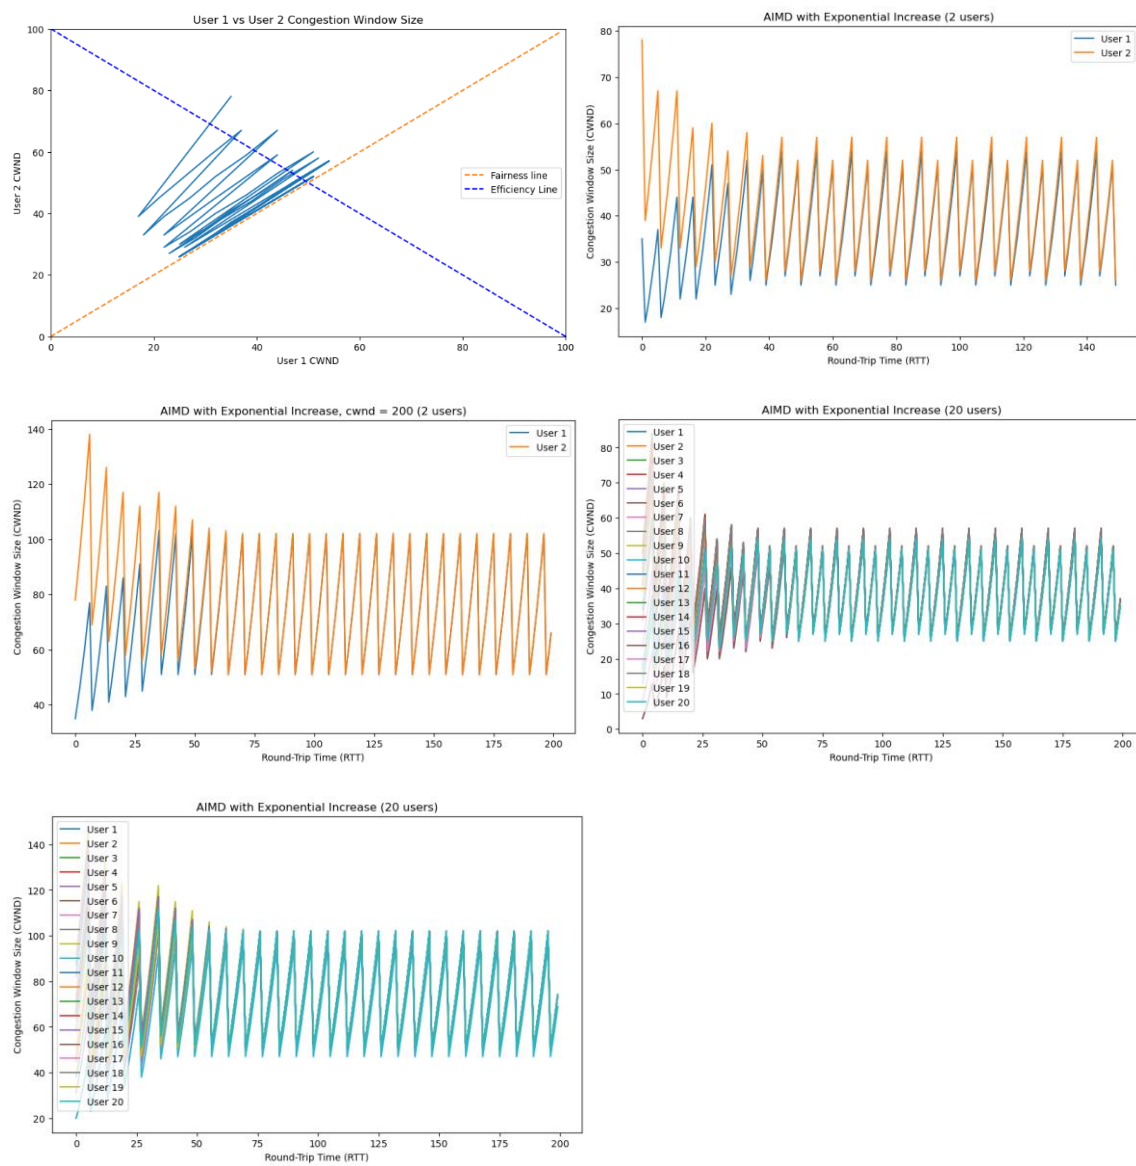 User 1 vs User 2 Congestion Window Size
100
80
60
40
20
0
User 2 CWND
Fairness line
Efficiency Line
0 20 40 60 80 100
User 1 CWND
AIMD with Exponential Increase (2 users)
80
70
60
50
40
30
20
Congestion Window Size (CWND)
User 1
User 2
0 20 40 60 80 100 120 140
Round-Trip Time (RTT)
AIMD with Exponential Increase, cwnd = 200 (2 users)
140
120
100
80
60
40
Congestion Window Size (CWND)
User 1
User 2
0 25 50 75 100 125 150 175 200
Round-Trip Time (RTT)
AIMD with Exponential Increase (20 users)
80
70
60
50
40
30
20
10
0
Congestion Window Size (CWND)
User 1
User 2
User 3
User 4
User 5
User 6
User 7
User 8
User 9
User 10
User 11
User 12
User 13
User 14
User 15
User 16
User 17
User 18
User 19
User 20
0 25 50 75 100 125 150 175 200
Round-Trip Time (RTT)
AIMD with Exponential Increase (20 users)
140
120
100
80
60
40
20
Congestion Window Size (CWND)
User 1
User 2
User 3
User 4
User 5
User 6
User 7
User 8
User 9
User 10
User 11
User 12
User 13
User 14
User 15
User 16
User 17
User 18
User 19
User 20
0 25 50 75 100 125 150 175 200
Round-Trip Time (RTT)